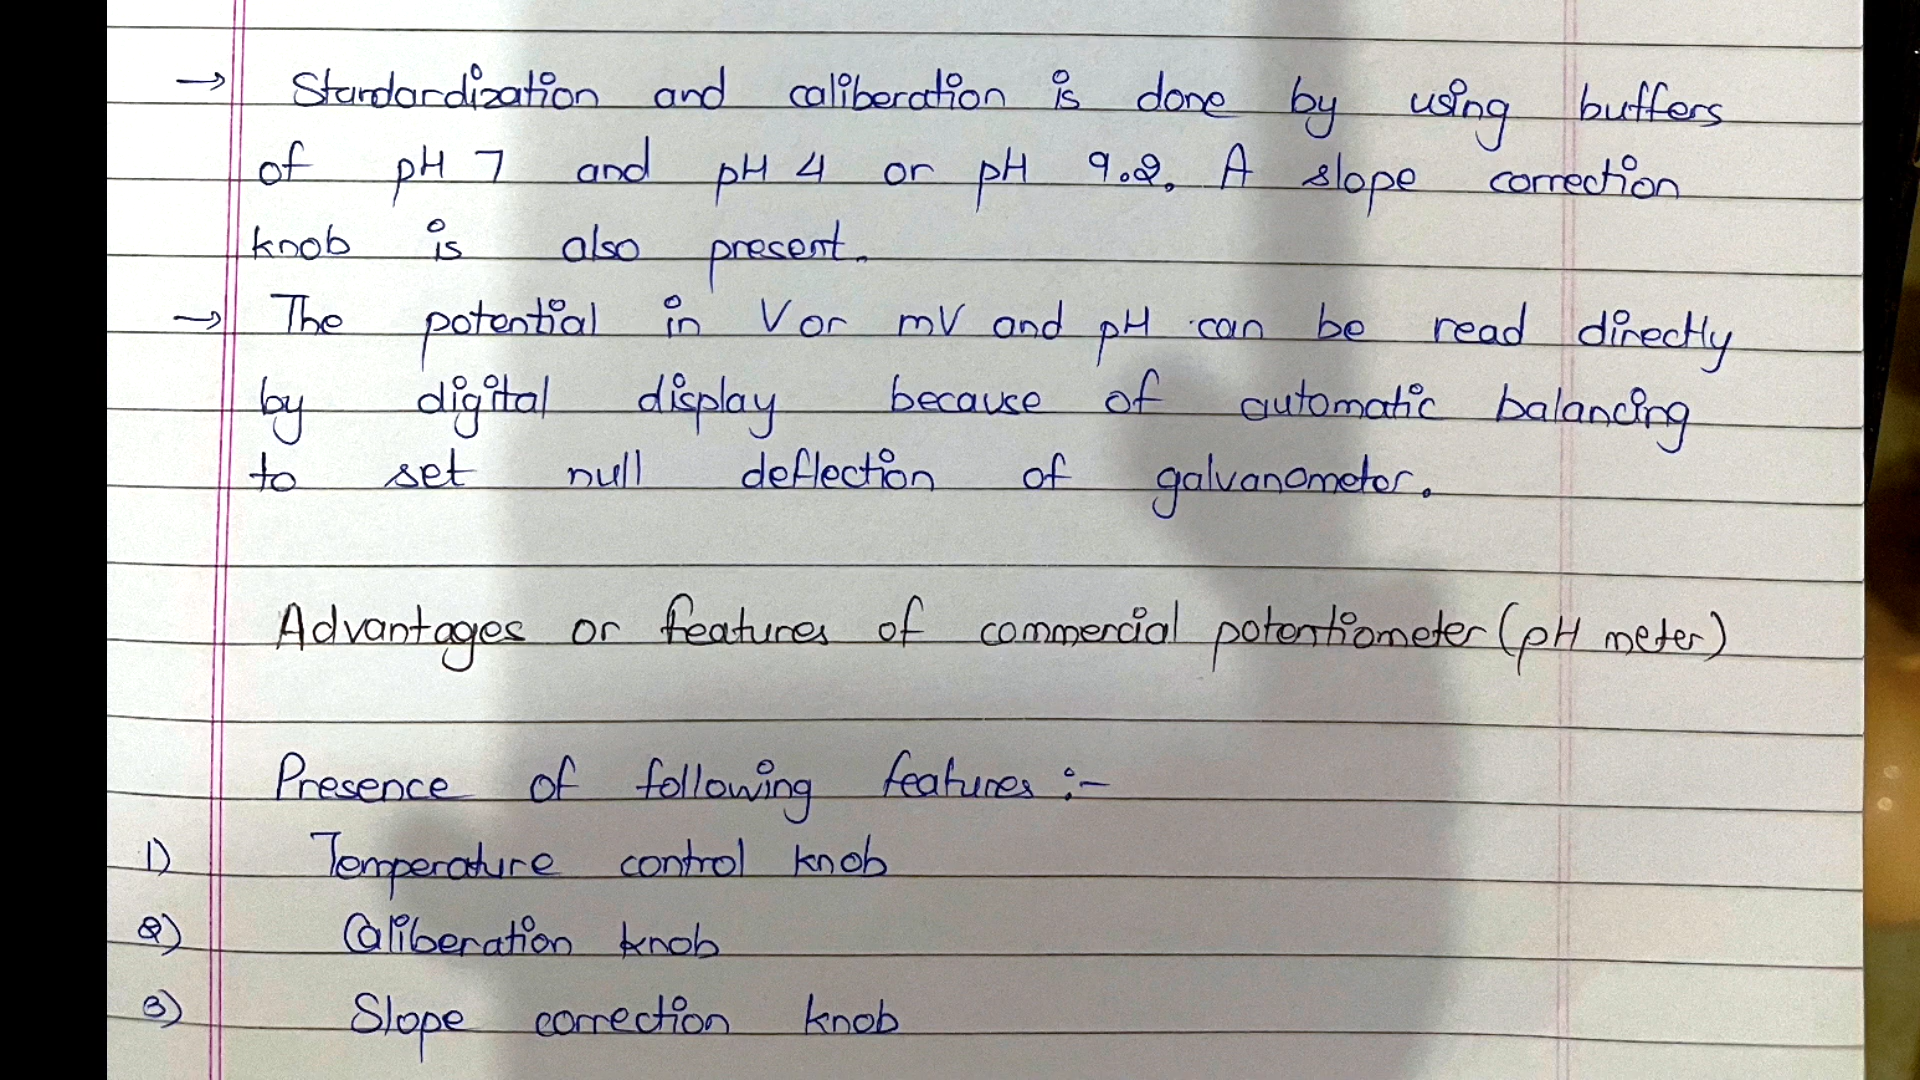 → Standardization and caliberation is done by using buffers
of pH 7 and pH 4 or pH 9.2. A slope correction
knob is also present.
→ The potential in V or mV and pH can be read directly
by digital display because of automatic balancing
to set null deflection of galvanometer.
Advantages or features of commercial potentiometer (pH meter)
Presence of following features :-
1) Temperature control knob
2) Caliberation knob
3) Slope correction knob